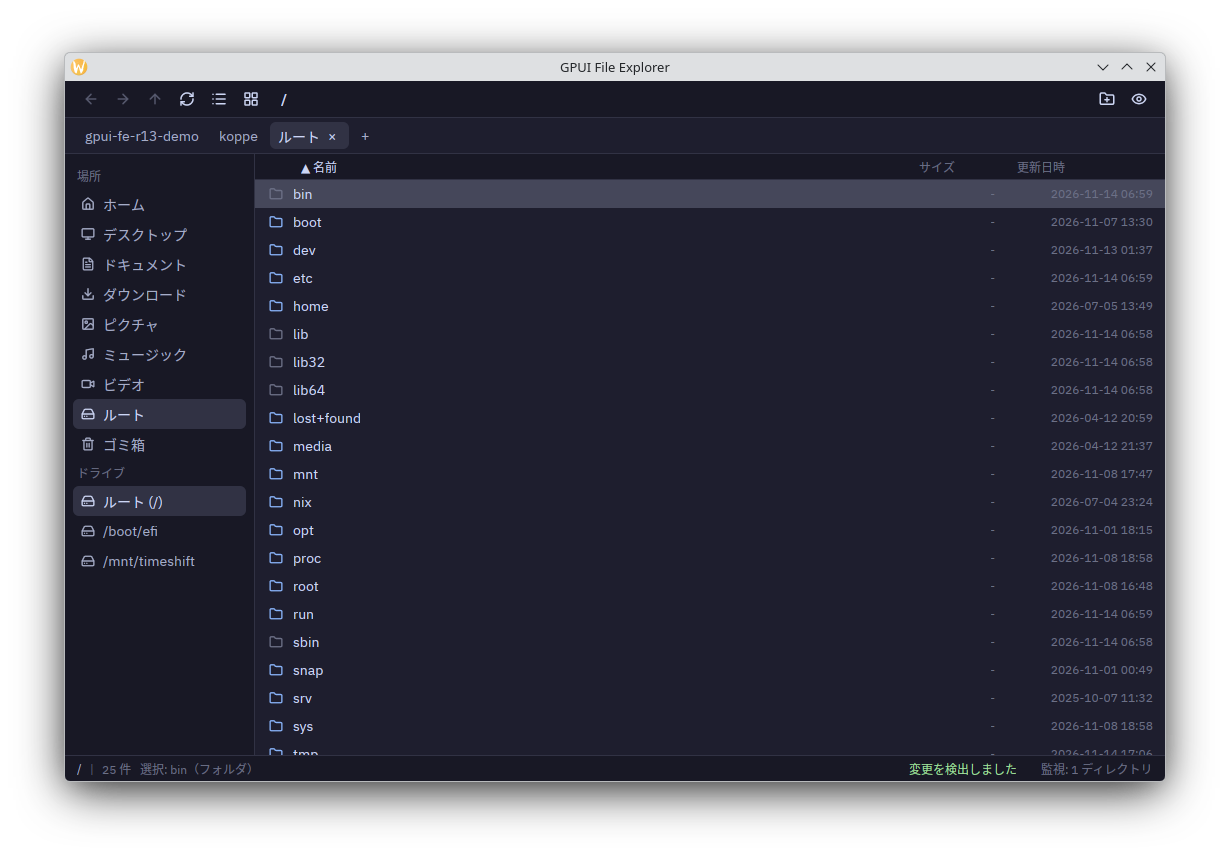 GPUI File Explorer
/
gpui-fe-r13-demo koppe ルート × +
場所
ホーム
デスクトップ
ドキュメント
ダウンロード
ピクチャ
ミュージック
ビデオ
ルート
ゴミ箱
ドライブ
ルート (/)
/boot/efi
/mnt/timeshift
▲名前 サイズ 更新日時
bin - 2026-11-14 06:59
boot - 2026-11-07 13:30
dev - 2026-11-13 01:37
etc - 2026-11-14 06:59
home - 2026-07-05 13:49
lib - 2026-11-14 06:58
lib32 - 2026-11-14 06:58
lib64 - 2026-11-14 06:58
lost+found - 2026-04-12 20:59
media - 2026-04-12 21:37
mnt - 2026-11-08 17:47
nix - 2026-07-04 23:24
opt - 2026-11-01 18:15
proc - 2026-11-08 18:58
root - 2026-11-08 16:48
run - 2026-11-14 06:59
sbin - 2026-11-14 06:58
snap - 2026-11-01 00:49
srv - 2025-10-07 11:32
sys - 2026-11-08 18:58
tmp - 2026-11-14 17:06
/ | 25 件 選択: bin（フォルダ） 変更を検出しました 監視: 1 ディレクトリ